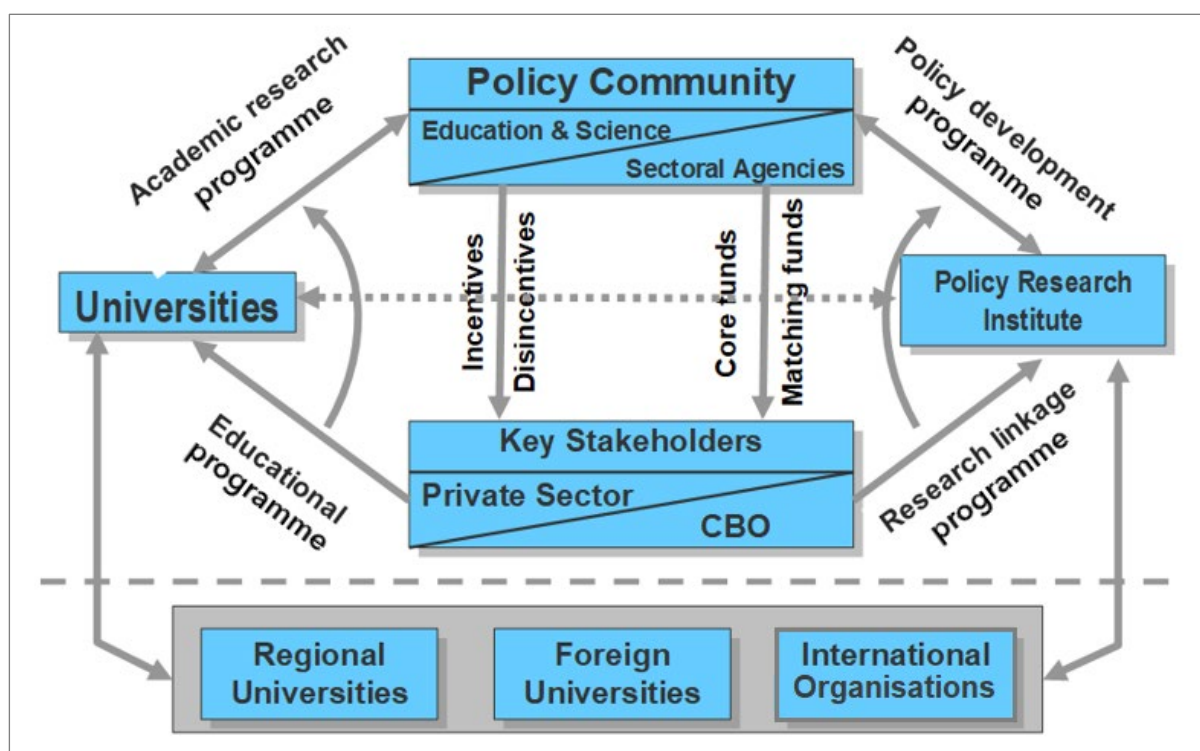 Academic research
programme
Policy Community
Education & Science
Sectoral Agencies
Policy development
programme
Universities
Incentives
Disincentives
Core funds
Matching funds
Policy Research
Institute
Educational
programme
Key Stakeholders
Private Sector
CBO
Research linkage
programme
Regional
Universities
Foreign
Universities
International
Organisations